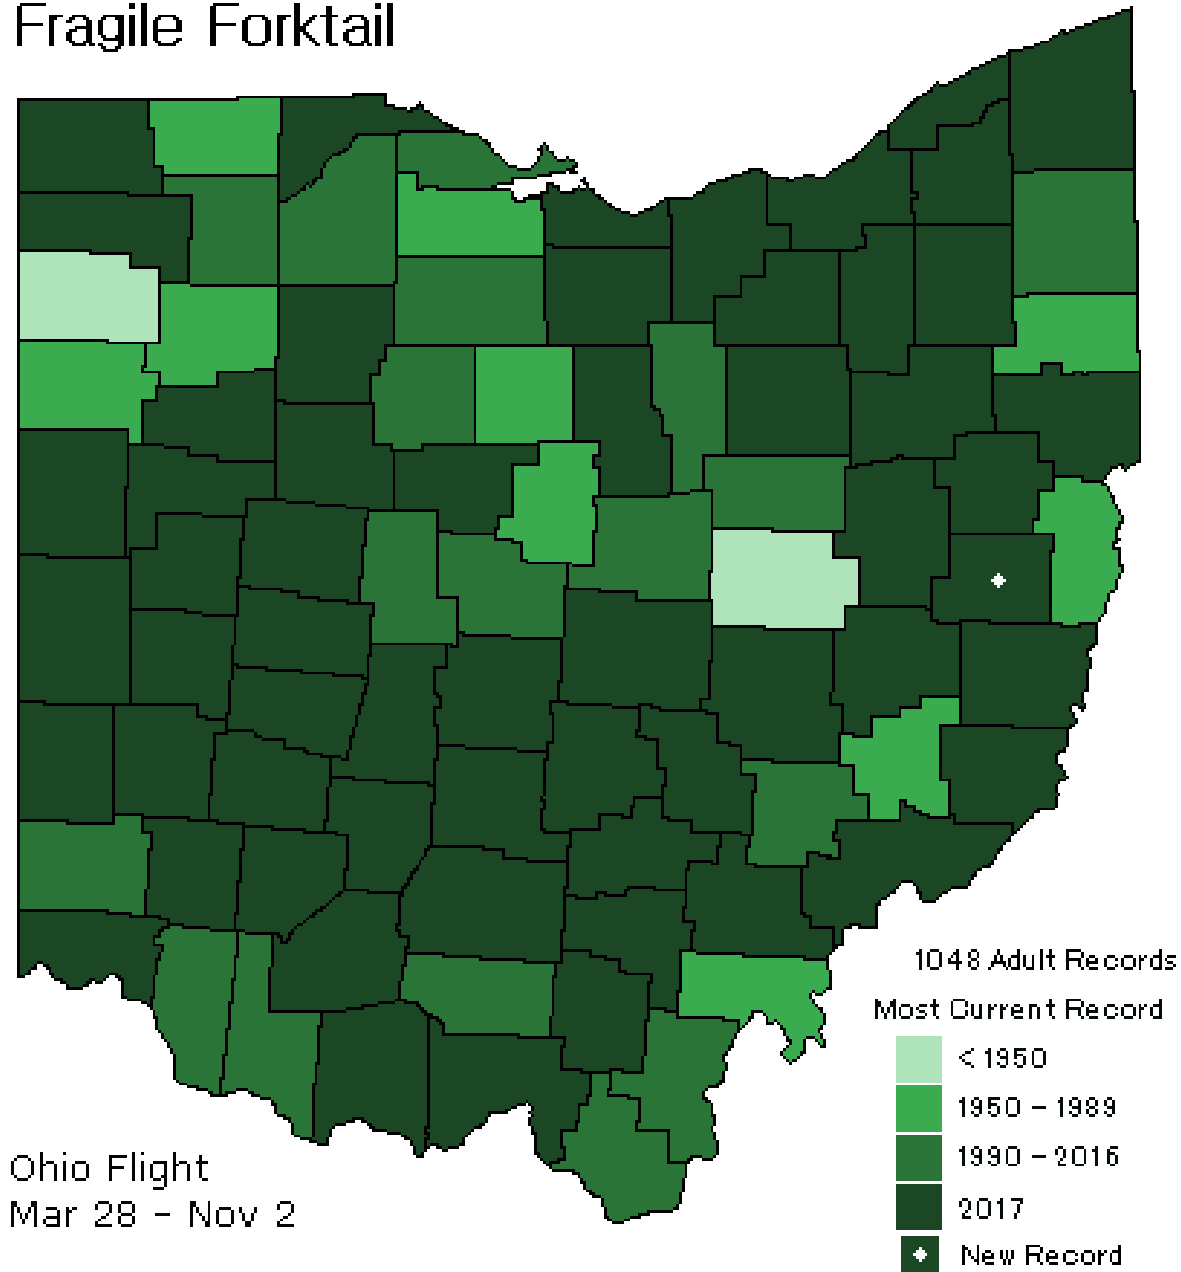 Fragile Forktail
1048 Adult Records
Most Current Record
<1950
1950 - 1989
1990 - 2016
2017
New Record
Ohio Flight
Mar 28 - Nov 2